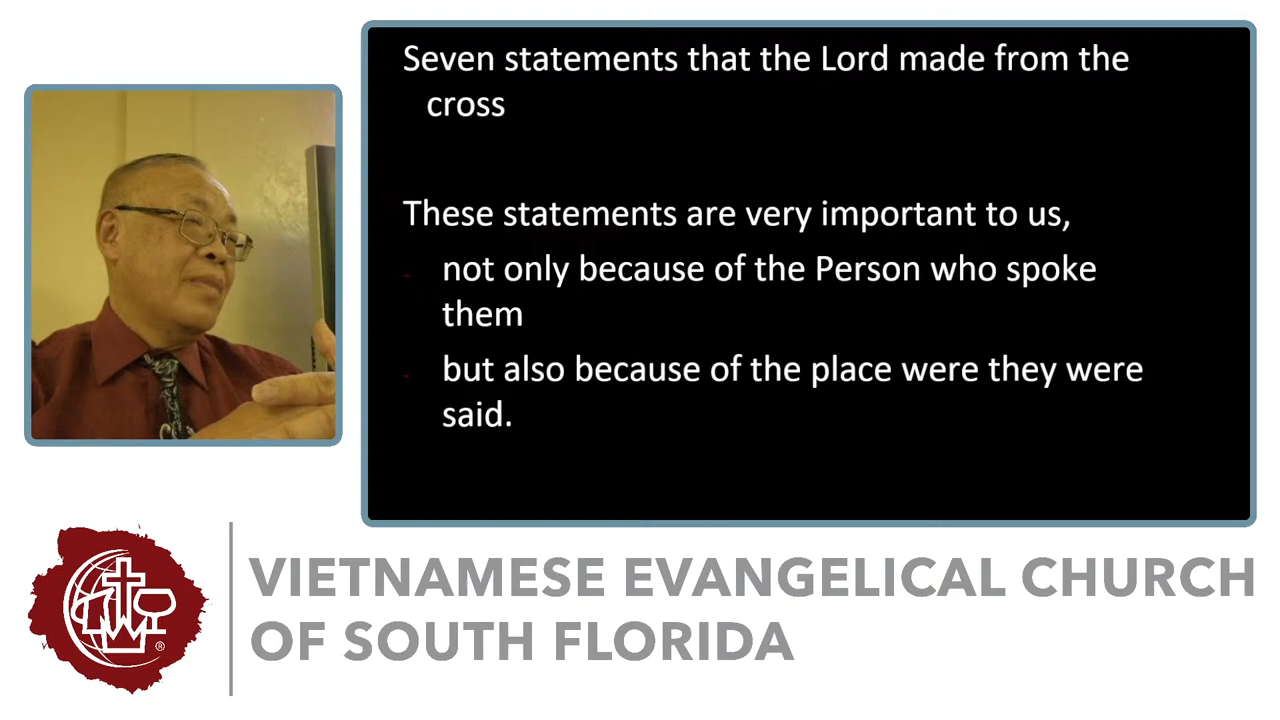 Seven statements that the Lord made from the
cross
These statements are very important to us,
- not only because of the Person who spoke
them
- but also because of the place were they were
said.
®
VIETNAMESE EVANGELICAL CHURCH
OF SOUTH FLORIDA